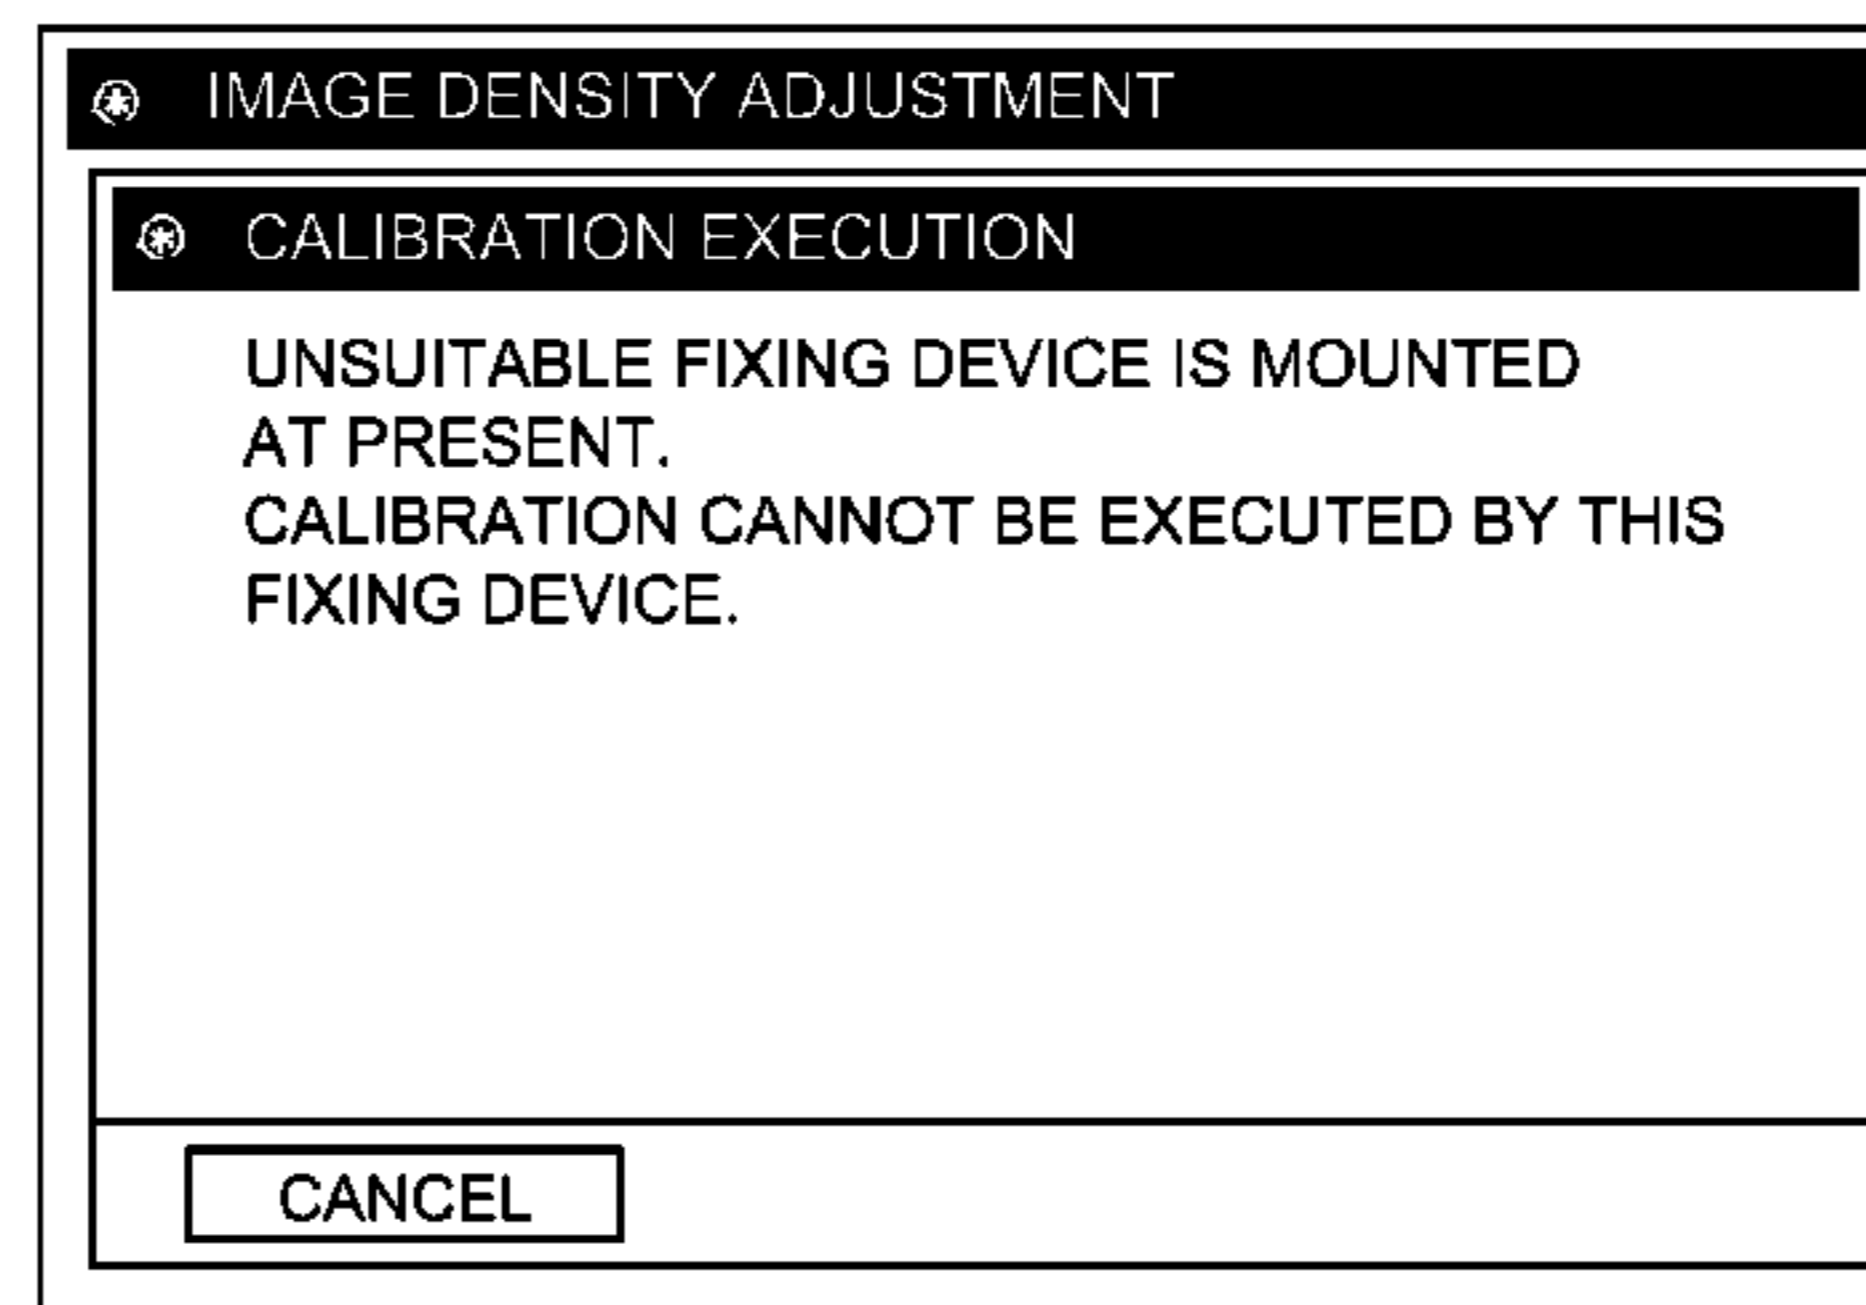 IMAGE DENSITY ADJUSTMENT
CALIBRATION EXECUTION
UNSUITABLE FIXING DEVICE IS MOUNTED
AT PRESENT.
CALIBRATION CANNOT BE EXECUTED BY THIS
FIXING DEVICE.
CANCEL